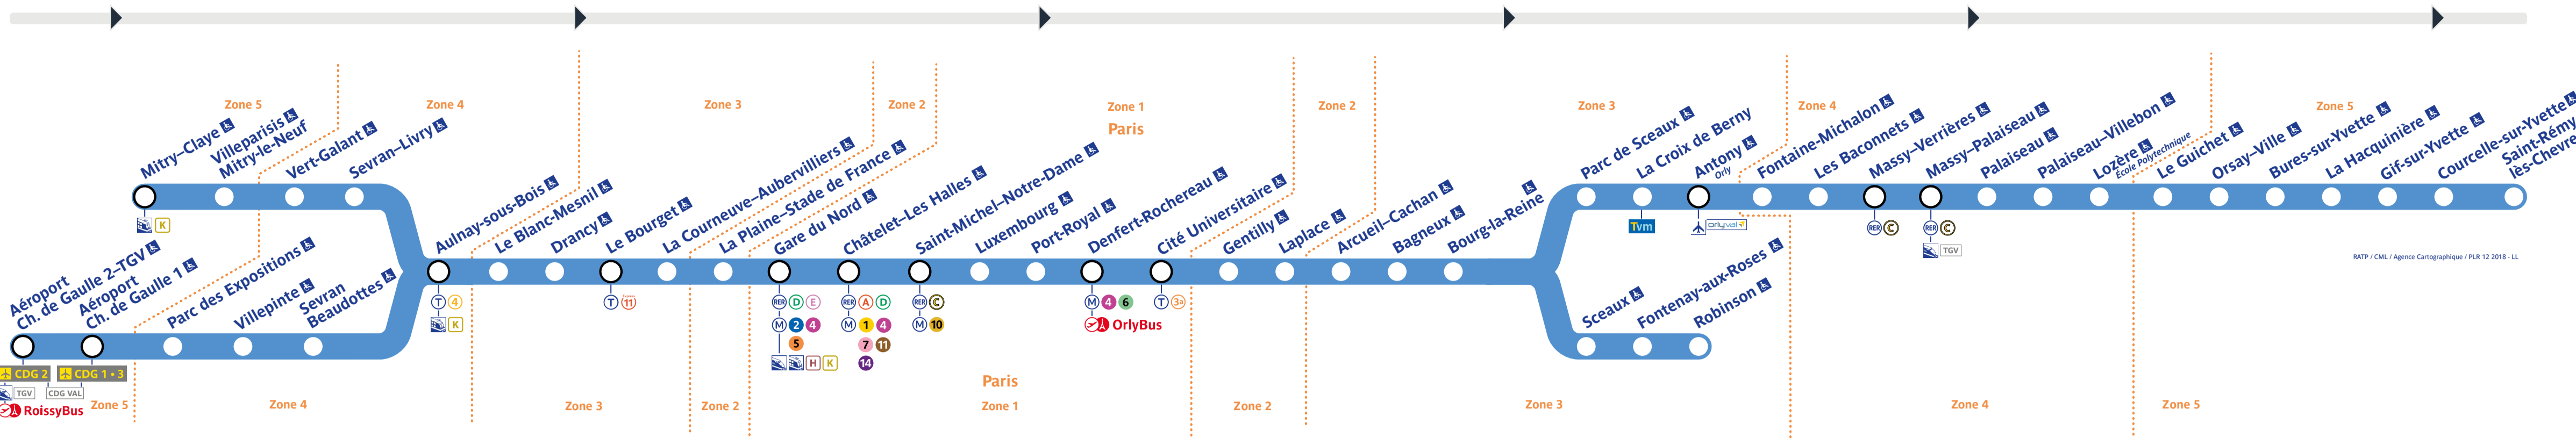 Zone 5
Zone 4
Zone 3
Zone 2
Zone 1
Paris
Zone 2
Zone 3
Zone 4
Zone 5
Mitry–Claye
Villeparisis
Mitry-le-Neuf
Vert-Galant
Sevran–Livry
K
Aéroport
Ch. de Gaulle 2–TGV
Aéroport
Ch. de Gaulle 1
Parc des Expositions
Villepinte
Sevran
Beaudottes
CDG 2
CDG 1 • 3
TGV
CDG VAL
RoissyBus
Aulnay-sous-Bois
T 4
K
Le Blanc-Mesnil
Drancy
Le Bourget
T 11
La Courneuve–Aubervilliers
La Plaine–Stade de France
Gare du Nord
RER D E
M 2 4
5
H K
Châtelet–Les Halles
RER A D
M 1 4
7 11
14
Saint-Michel–Notre-Dame
RER C
M 10
Luxembourg
Port-Royal
Denfert-Rochereau
M 4 6
OrlyBus
Cité Universitaire
T 3a
Gentilly
Laplace
Arcueil–Cachan
Bagneux
Bourg-la-Reine
Parc de Sceaux
La Croix de Berny
Tvm
Antony
Orly
orlyval
Fontaine-Michalon
Les Baconnets
Massy–Verrières
RER C
Massy–Palaiseau
RER C
TGV
Palaiseau
Palaiseau–Villebon
Lozère
École Polytechnique
Le Guichet
Orsay–Ville
Bures-sur-Yvette
La Hacquinière
Gif-sur-Yvette
Courcelle-sur-Yvette
Saint-Rémy
lès-Chevre
Sceaux
Fontenay-aux-Roses
Robinson
RATP / CML / Agence Cartographique / PLR 12 2018 - LL
Zone 5
Zone 4
Zone 3
Zone 2
Paris
Zone 1
Zone 2
Zone 3
Zone 4
Zone 5